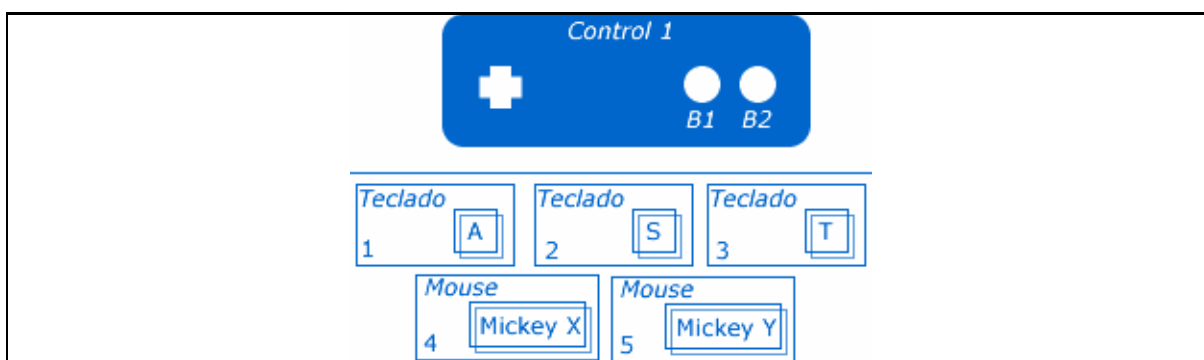 Control 1
B1 B2
Teclado Teclado Teclado
A S T
1 2 3
Mouse Mouse
Mickey X Mickey Y
4 5